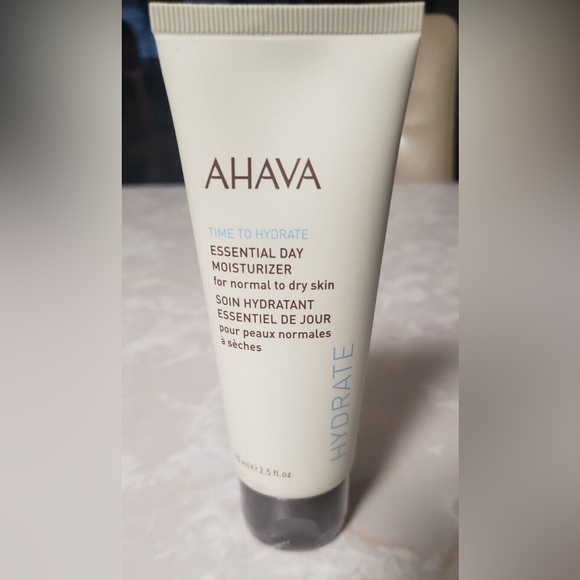 AHAVA
TIME TO HYDRATE
ESSENTIAL DAY
MOISTURIZER
for normal to dry skin
SOIN HYDRATANT
ESSENTIEL DE JOUR
pour peaux normales
à sèches
HYDRATE
ml e 2.5 fl.oz